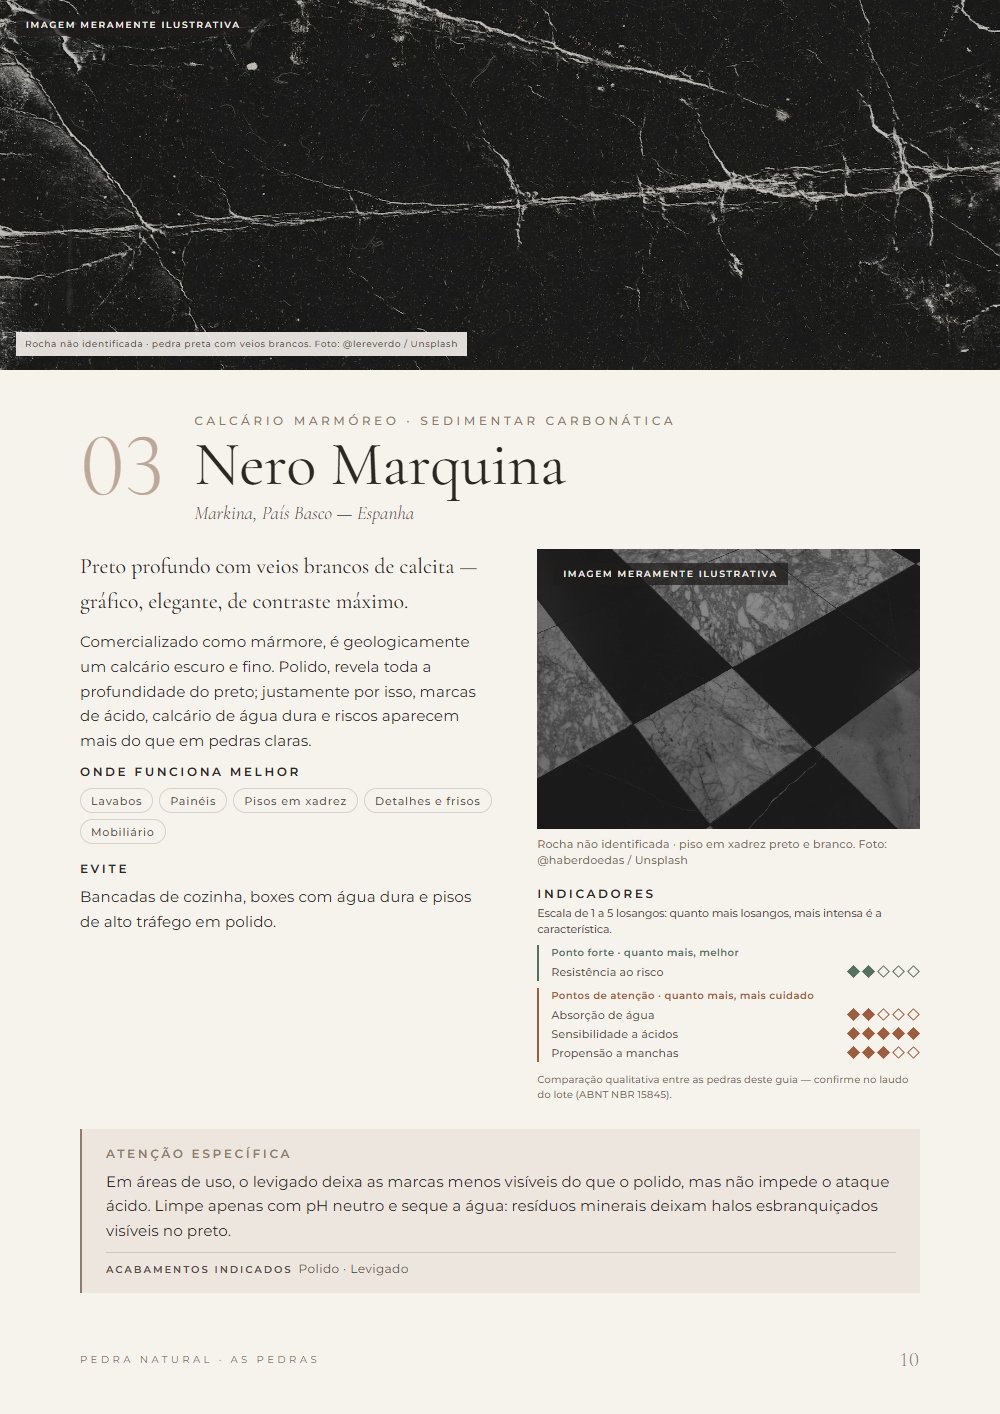 IMAGEM MERAMENTE ILUSTRATIVA
Rocha não identificada · pedra preta com veios brancos. Foto: @lereverdo / Unsplash
CALCÁRIO MARMÓREO · SEDIMENTAR CARBONÁTICA
03
Nero Marquina
Markina, País Basco — Espanha
Preto profundo com veios brancos de calcita —
gráfico, elegante, de contraste máximo.
Comercializado como mármore, é geologicamente
um calcário escuro e fino. Polido, revela toda a
profundidade do preto; justamente por isso, marcas
de ácido, calcário de água dura e riscos aparecem
mais do que em pedras claras.
ONDE FUNCIONA MELHOR
Lavabos
Painéis
Pisos em xadrez
Detalhes e frisos
Mobiliário
EVITE
Bancadas de cozinha, boxes com água dura e pisos
de alto tráfego em polido.
IMAGEM MERAMENTE ILUSTRATIVA
Rocha não identificada · piso em xadrez preto e branco. Foto:
@haberdoedas / Unsplash
INDICADORES
Escala de 1 a 5 losangos: quanto mais losangos, mais intensa é a
característica.
Ponto forte · quanto mais, melhor
Resistência ao risco
Pontos de atenção · quanto mais, mais cuidado
Absorção de água
Sensibilidade a ácidos
Propensão a manchas
Comparação qualitativa entre as pedras deste guia — confirme no laudo
do lote (ABNT NBR 15845).
ATENÇÃO ESPECÍFICA
Em áreas de uso, o levigado deixa as marcas menos visíveis do que o polido, mas não impede o ataque
ácido. Limpe apenas com pH neutro e seque a água: resíduos minerais deixam halos esbranquiçados
visíveis no preto.
ACABAMENTOS INDICADOS Polido · Levigado
PEDRA NATURAL · AS PEDRAS
10